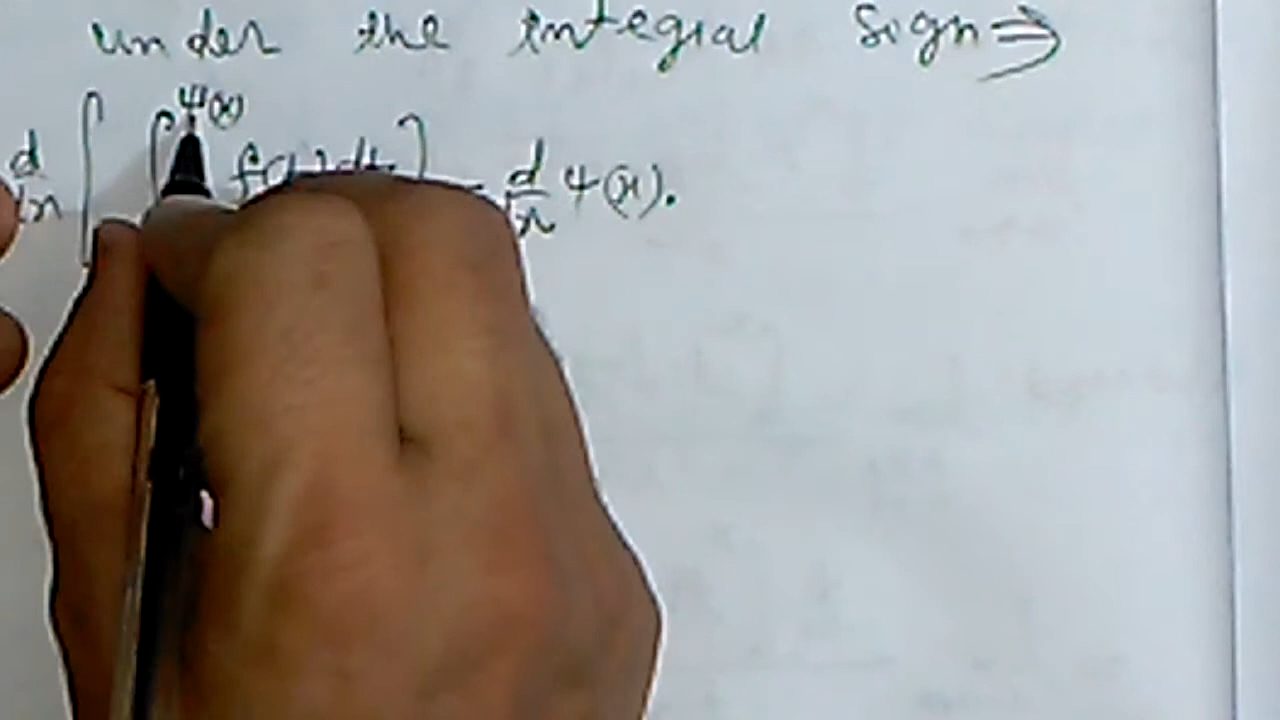 under the integral sign ⇒
d/dx [ ∫ ψ(x) f(t) dt ] = d/dx ψ(x).